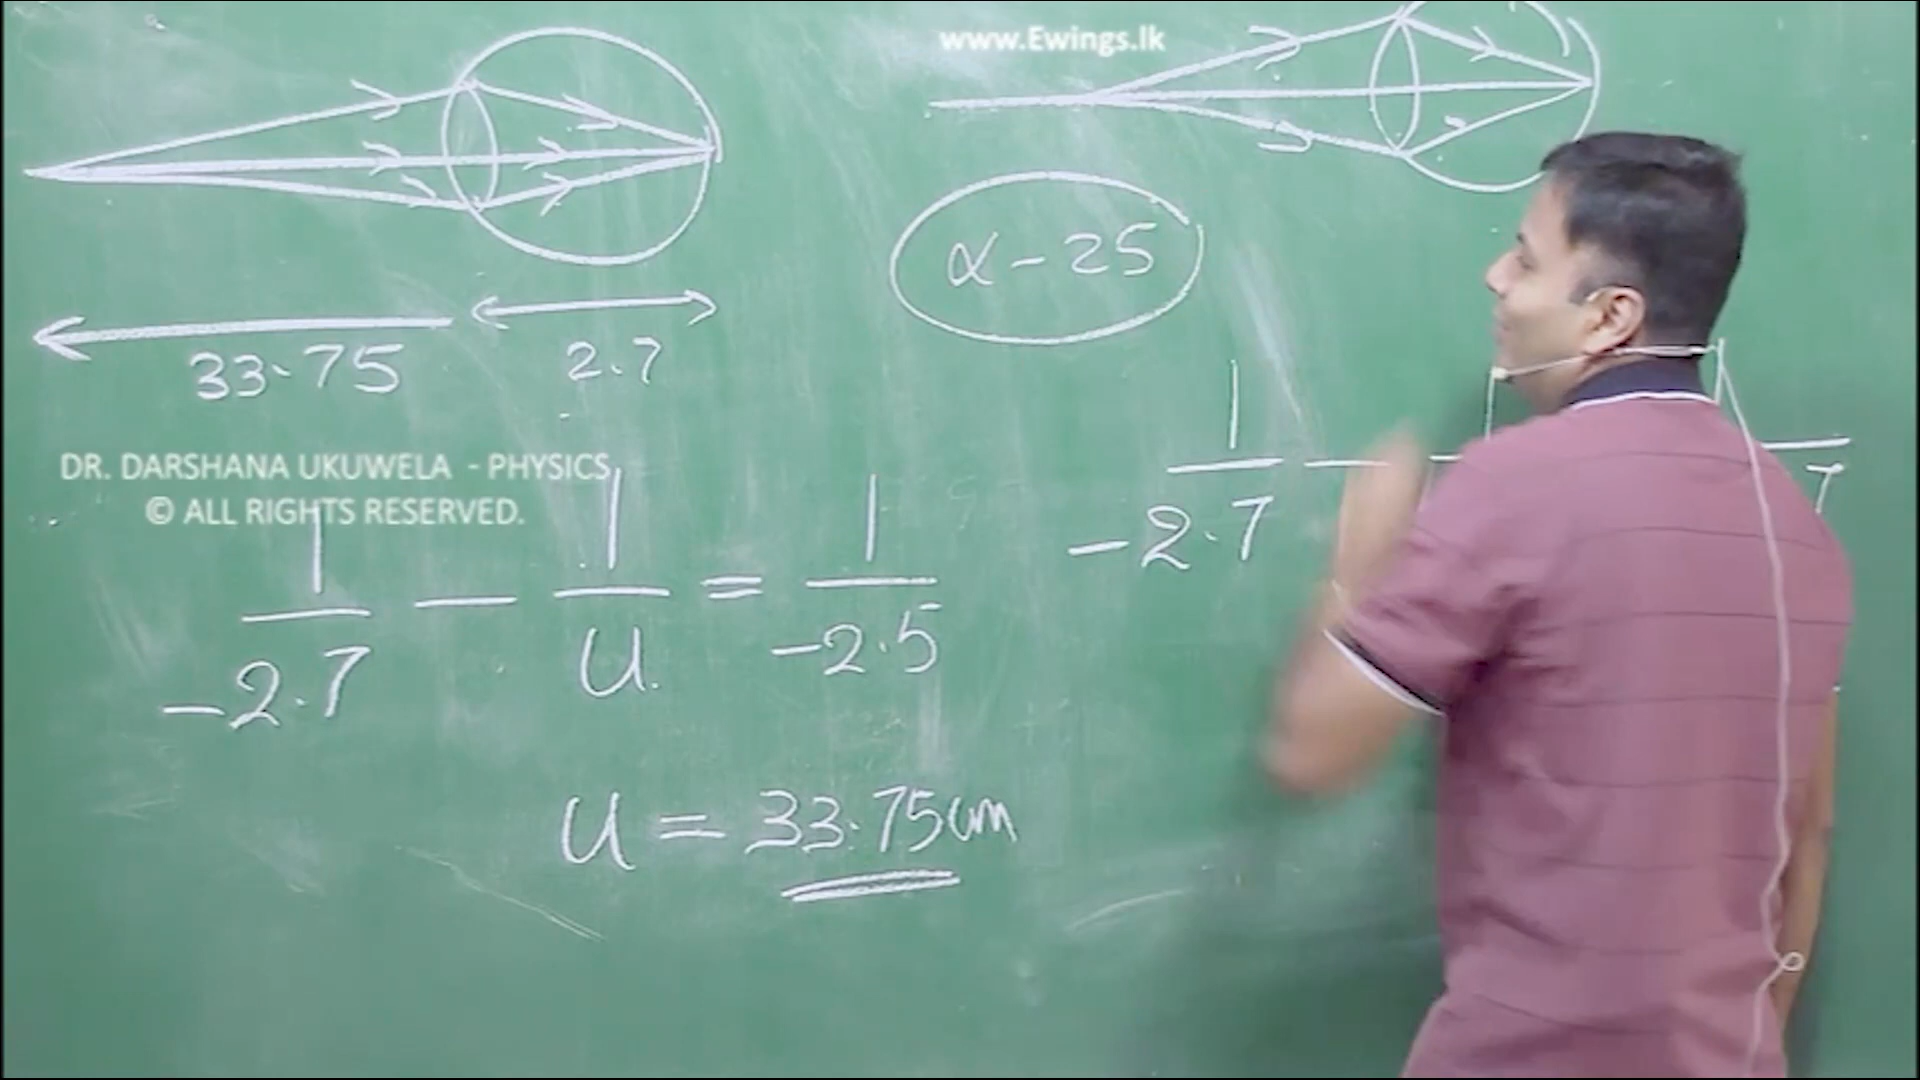 www.Ewings.lk
α - 25
33.75
2.7
DR. DARSHANA UKUWELA - PHYSICS
© ALL RIGHTS RESERVED.
1/-2.7 - 1/u = 1/-2.5
u = 33.75cm
1/-2.7 -